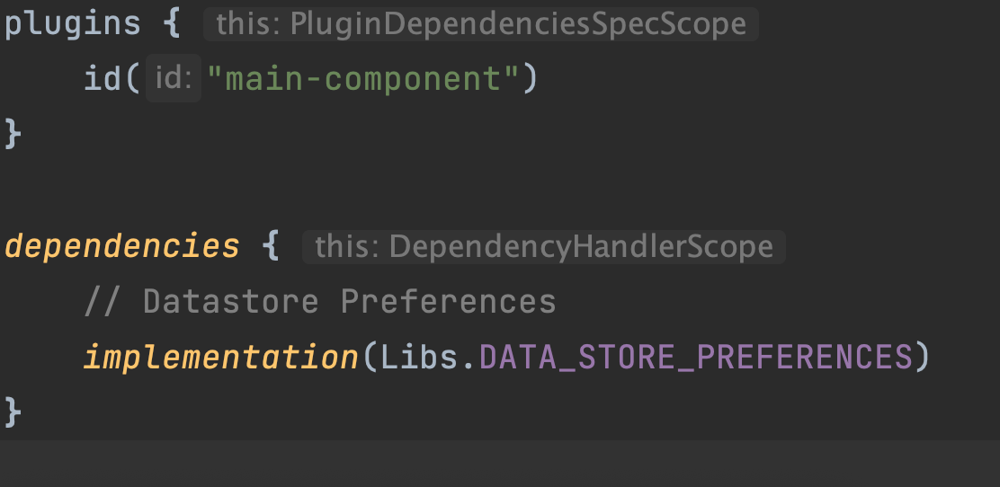 plugins { this: PluginDependenciesSpecScope
id( id: "main-component")
}
dependencies { this: DependencyHandlerScope
// Datastore Preferences
implementation(Libs.DATA_STORE_PREFERENCES)
}